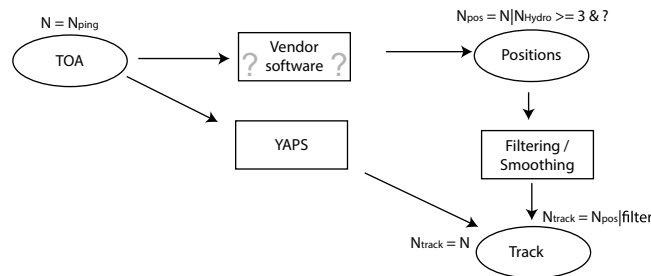 N = Nping
Npos = N|NHydro >= 3 & ?
TOA
? Vendor software ?
Positions
YAPS
Filtering /
Smoothing
Ntrack = Npos|filter
Ntrack = N
Track